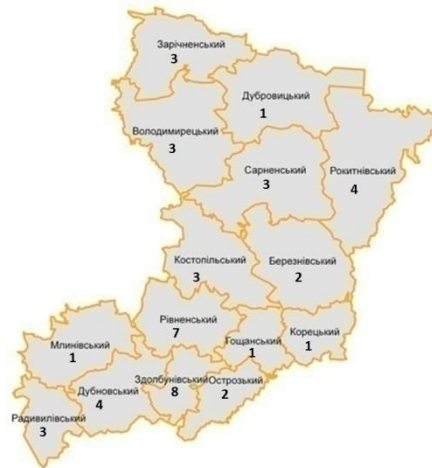 Зарічненський
3
Дубровицький
1
Володимирецький
3
Сарненський
3
Рокитнівський
4
Костопільський
3
Березнівський
2
Рівненський
7
Гощанський
1
Корецький
1
Млинівський
1
Дубновський
4
Здолбунівський
8
Острозький
2
Радивилівський
3